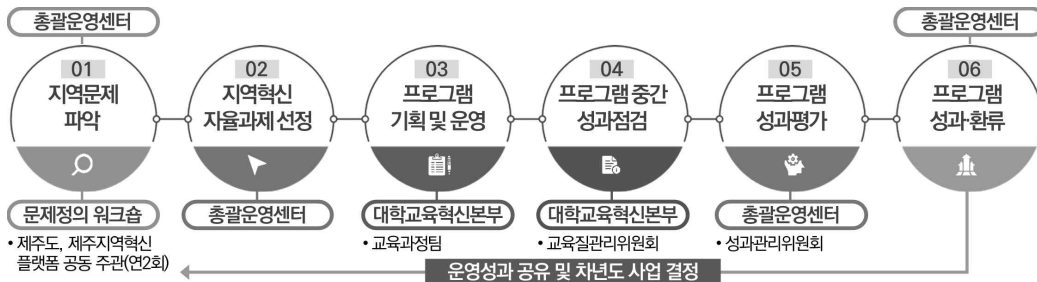 총괄운영센터
총괄운영센터
01
지역문제
파악
02
지역혁신
자율과제 선정
03
프로그램
기획 및 운영
04
프로그램 중간
성과점검
05
프로그램
성과평가
06
프로그램
성과·환류
문제정의 워크숍
• 제주도, 제주지역혁신
플랫폼 공동 주관(연2회)
총괄운영센터
대학교육혁신본부
• 교육과정팀
대학교육혁신본부
• 교육질관리위원회
총괄운영센터
• 성과관리위원회
운영성과 공유 및 차년도 사업 결정